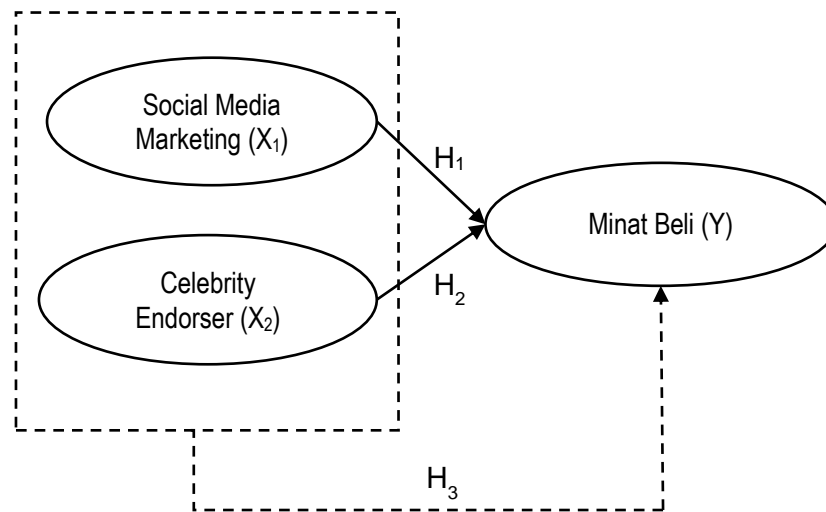 Social Media
Marketing (X₁)
H₁
Minat Beli (Y)
Celebrity
Endorser (X₂)
H₂
H₃